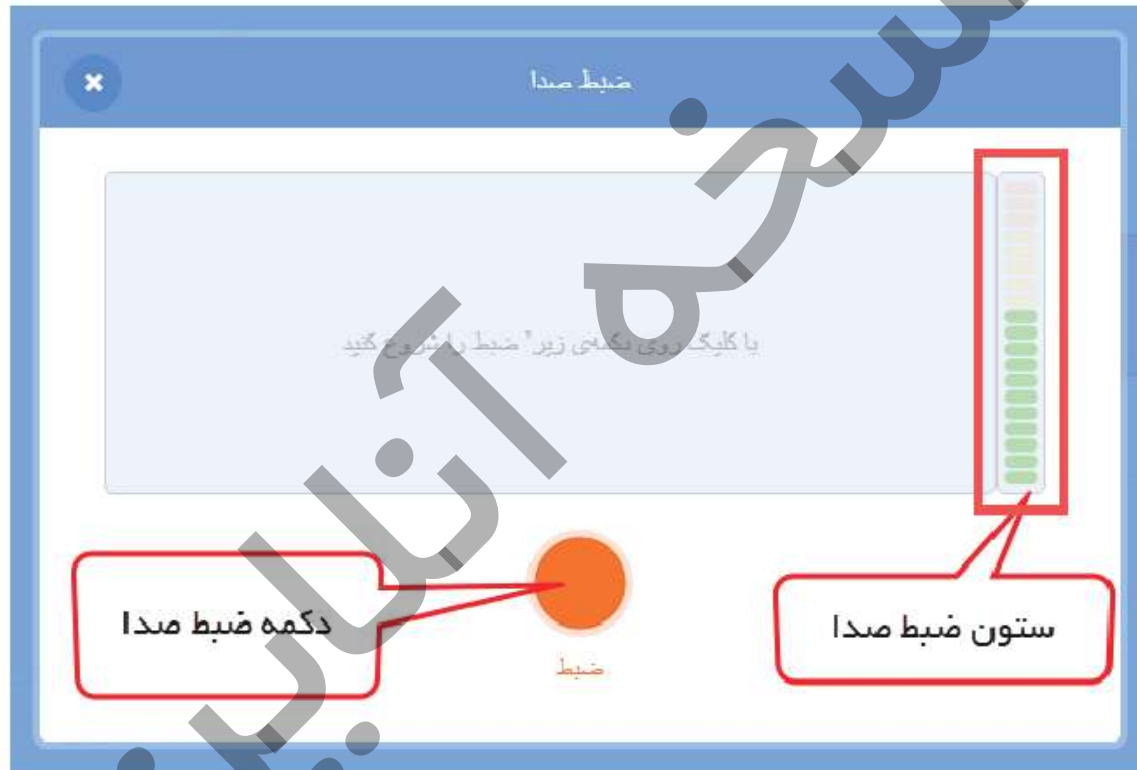 ضبط صدا
با کلیک روی دکمه‌ی زیر، ضبط را شروع کنید
ستون ضبط صدا
دکمه ضبط صدا
ضبط